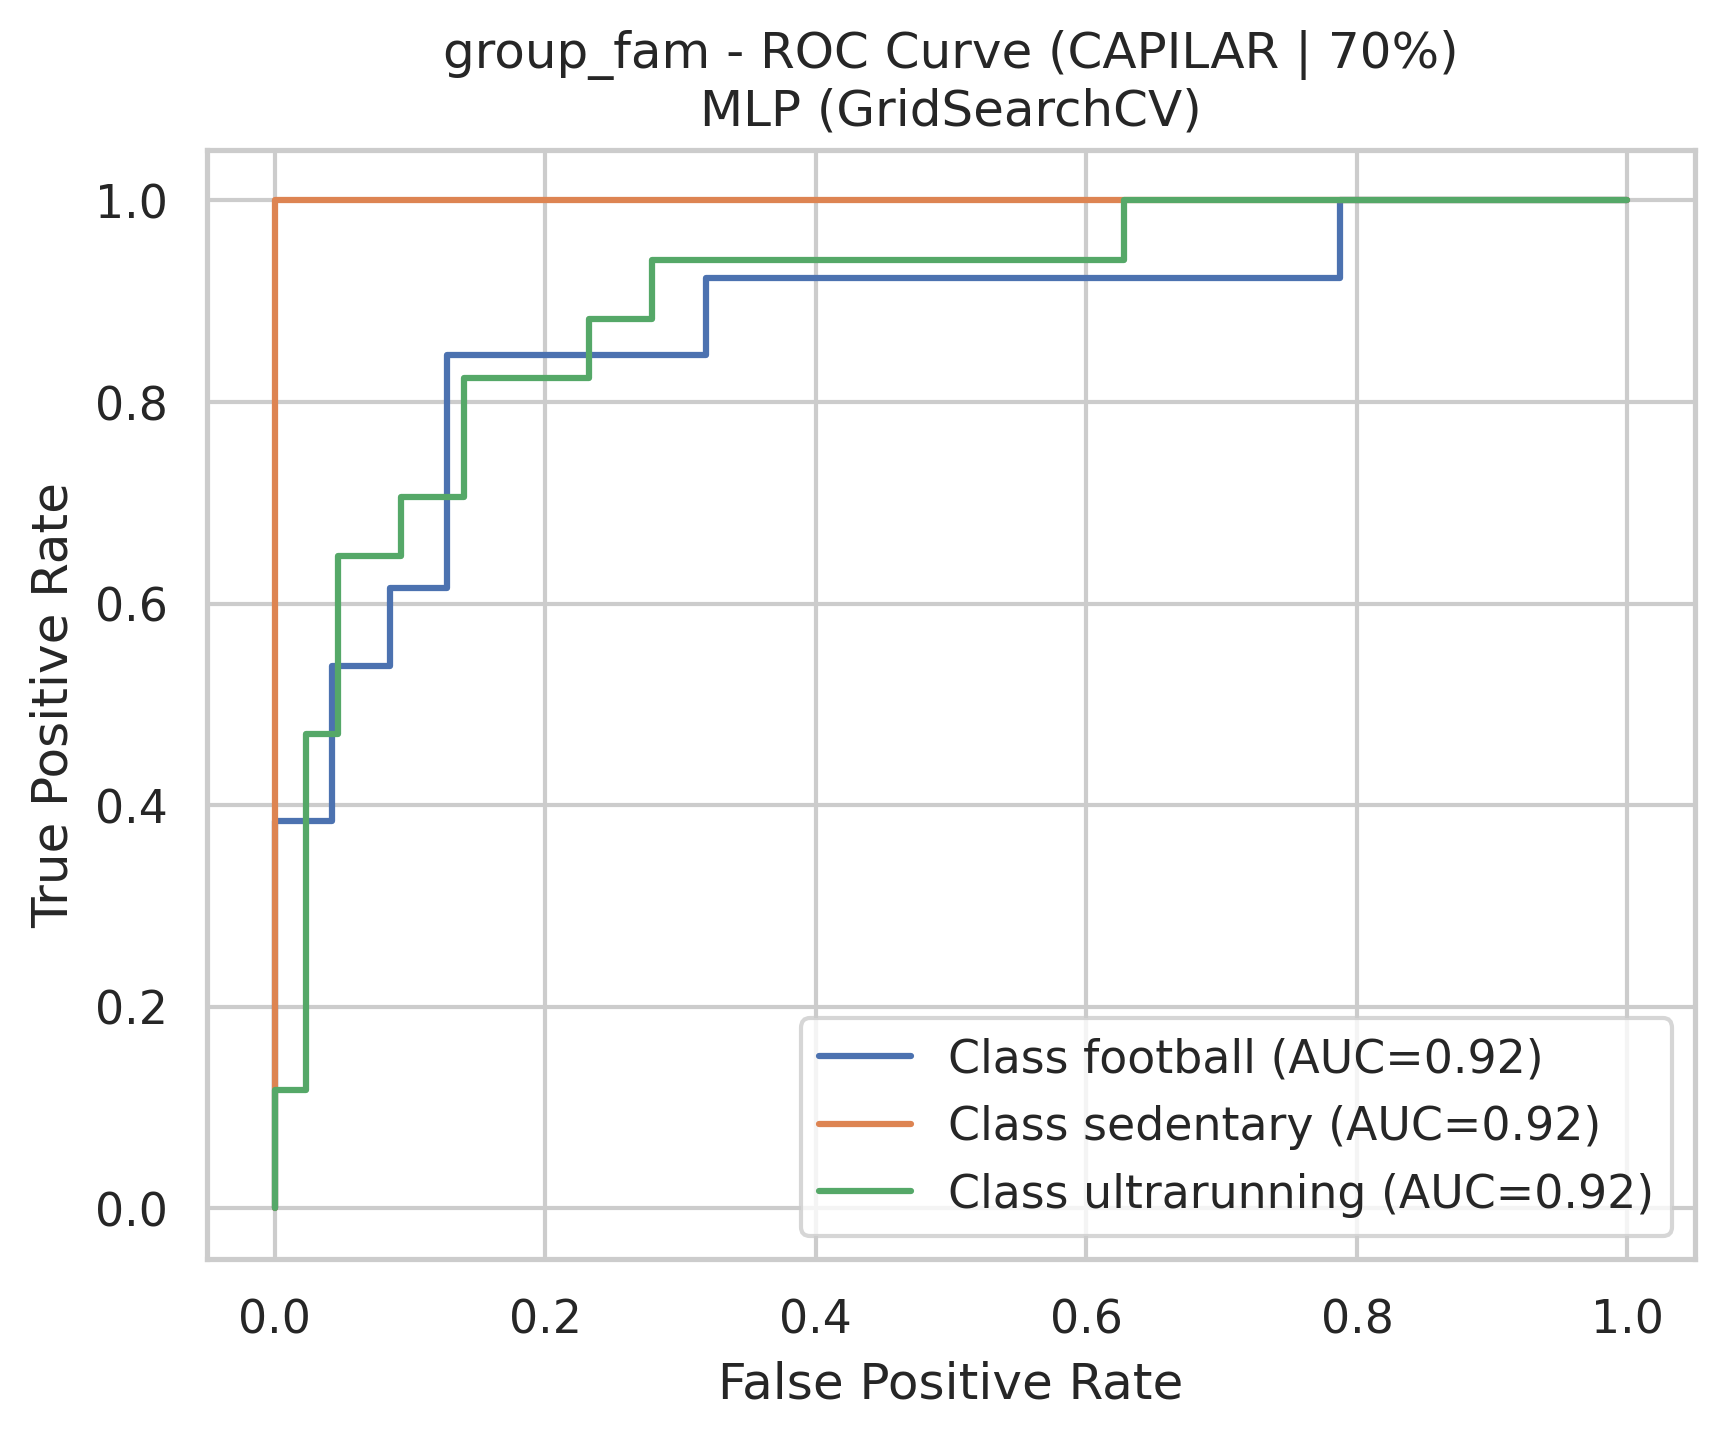 group_fam - ROC Curve (CAPILAR | 70%)
MLP (GridSearchCV)
True Positive Rate
1.0
0.8
0.6
0.4
0.2
0.0
Class football (AUC=0.92)
Class sedentary (AUC=0.92)
Class ultrarunning (AUC=0.92)
0.0 0.2 0.4 0.6 0.8 1.0
False Positive Rate